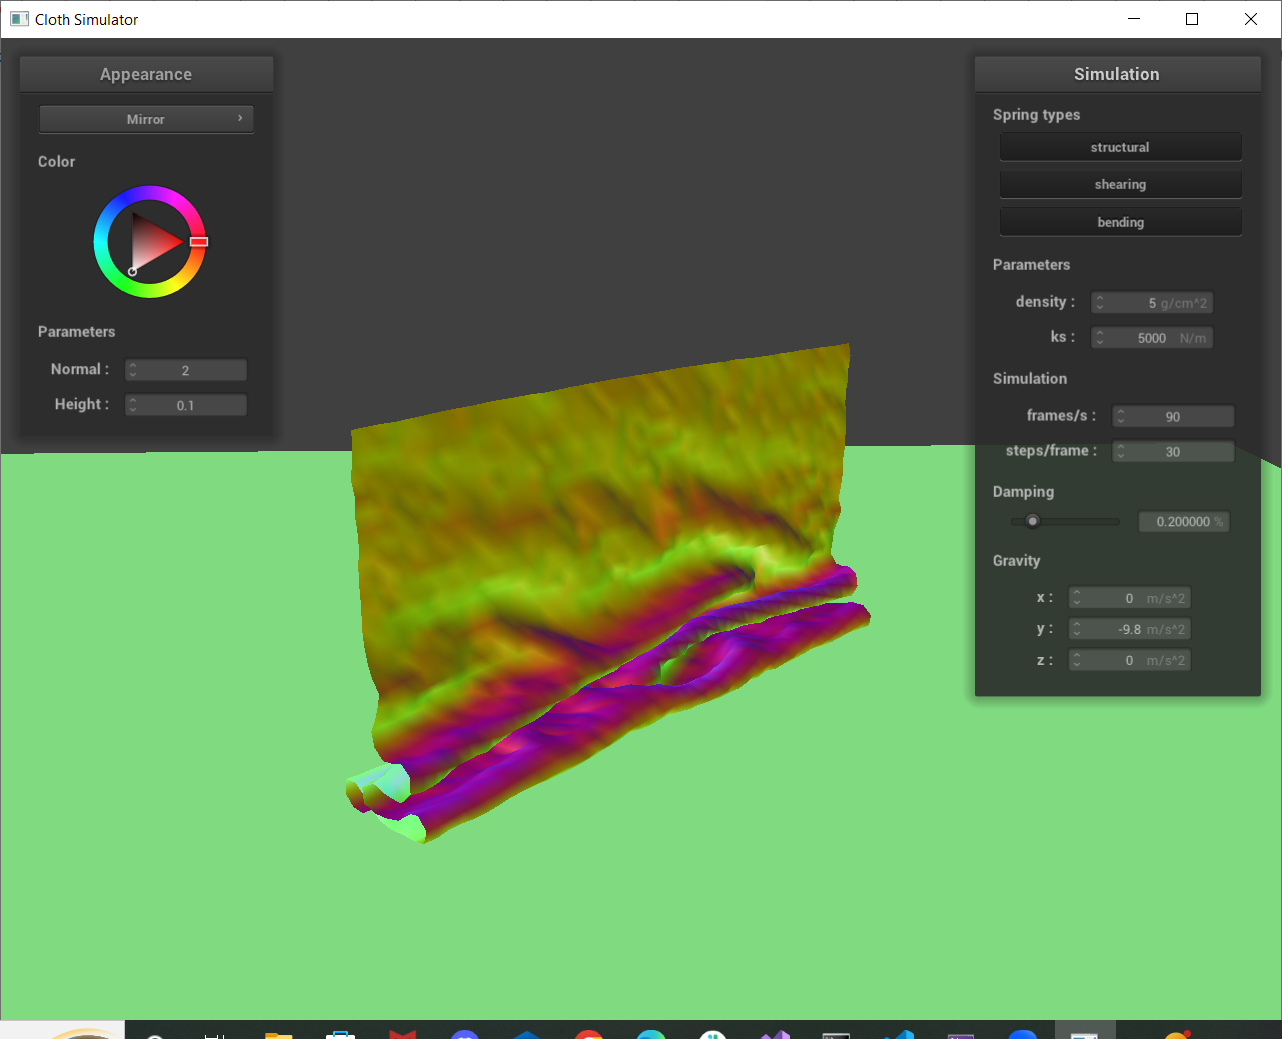 Cloth Simulator
Appearance
Mirror
Color
Parameters
Normal : 2
Height : 0.1
Simulation
Spring types
structural
shearing
bending
Parameters
density : 5 g/cm^2
ks : 5000 N/m
Simulation
frames/s : 90
steps/frame : 30
Damping
0.200000 %
Gravity
x : 0 m/s^2
y : -9.8 m/s^2
z : 0 m/s^2